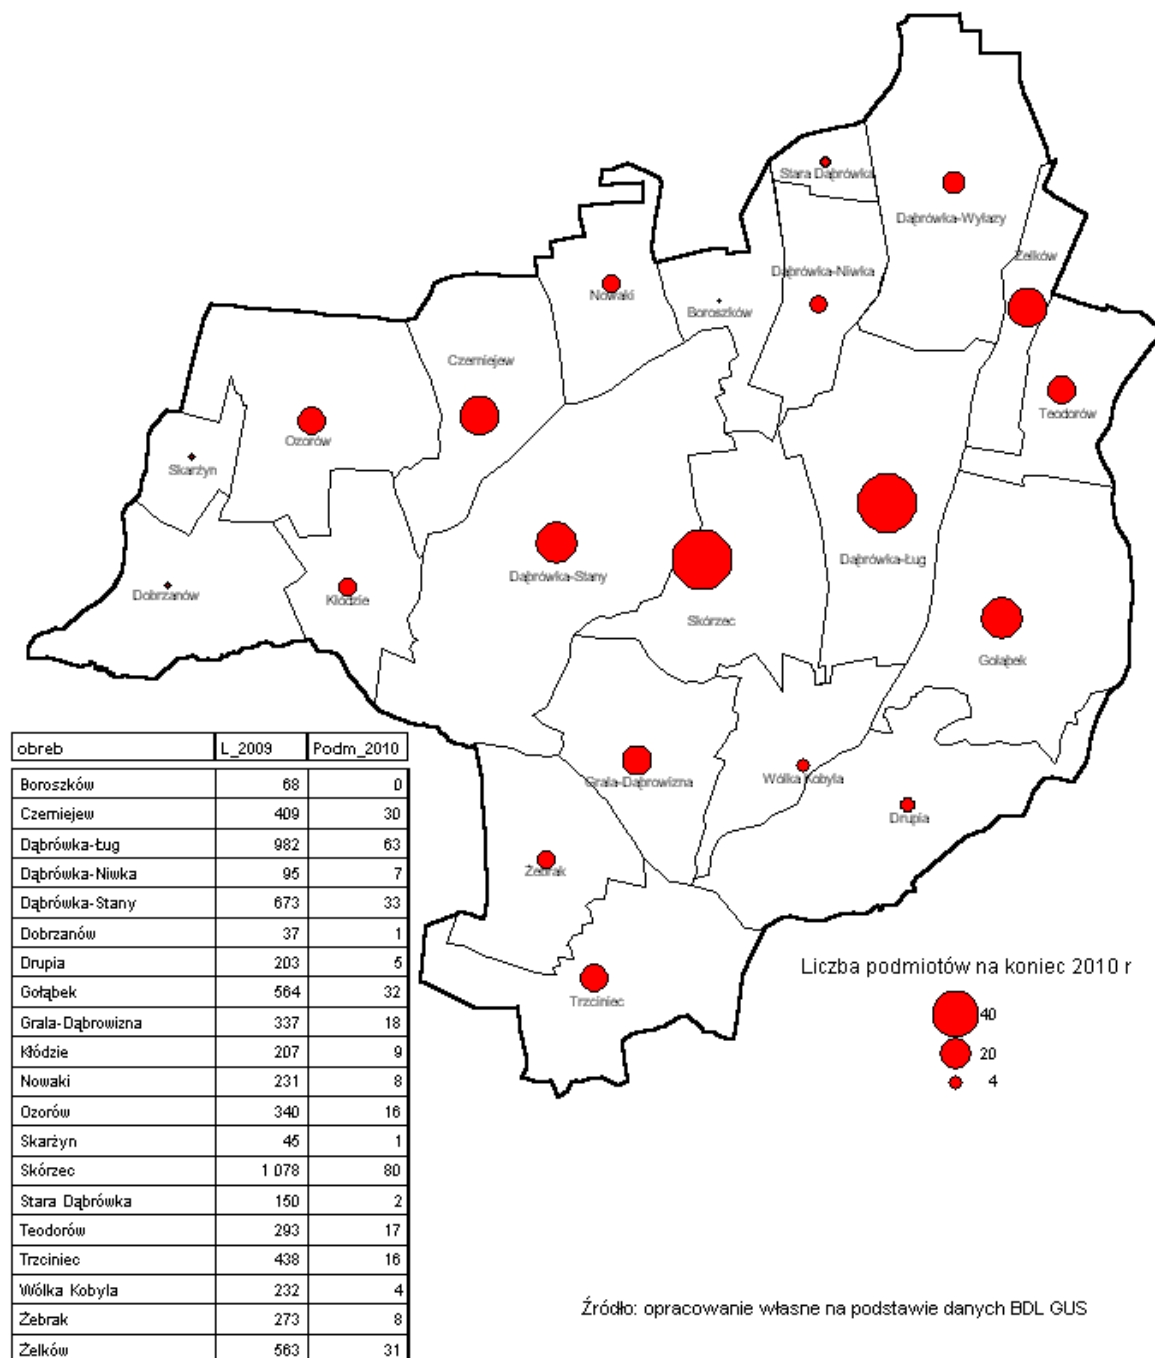 Stara Dąbrówka
Dąbrówka-Wyłazy
Żelków
Dąbrówka-Niwka
Nowaki
Boroszków
Czerniejew
Teodorów
Ozorów
Skarżyn
Dąbrówka-Ług
Dąbrówka-Stany
Dobrzanów
Kłódzie
Skórzec
Gołąbek
Grala-Dąbrowizna
Wólka Kobyla
Drupia
Żebrak
Trzciniec
obreb L_2009 Podm_2010
Boroszków 68 0
Czerniejew 409 30
Dąbrówka-Ług 982 63
Dąbrówka-Niwka 95 7
Dąbrówka-Stany 673 33
Dobrzanów 37 1
Drupia 203 5
Gołąbek 564 32
Grala-Dąbrowizna 337 18
Kłódzie 207 9
Nowaki 231 8
Ozorów 340 16
Skarżyn 45 1
Skórzec 1 078 80
Stara Dąbrówka 150 2
Teodorów 293 17
Trzciniec 438 16
Wólka Kobyla 232 4
Żebrak 273 8
Żelków 563 31
Liczba podmiotów na koniec 2010 r
40
20
4
Źródło: opracowanie własne na podstawie danych BDL GUS